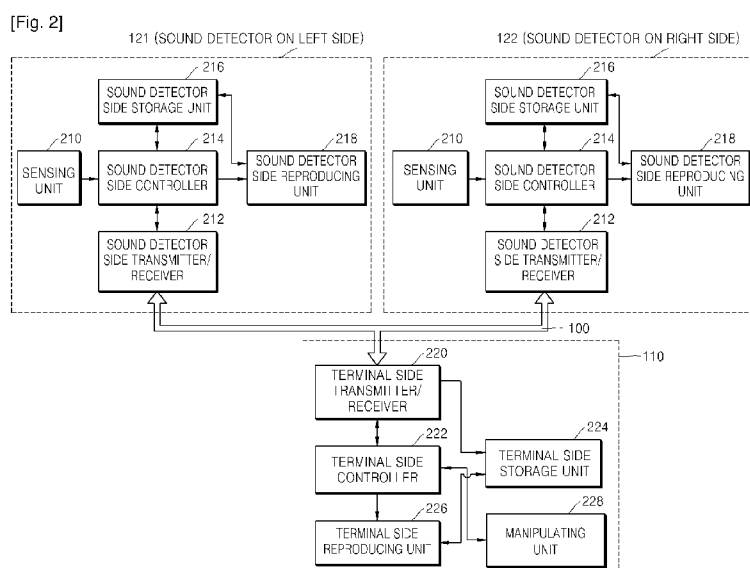 [Fig. 2]
121 (SOUND DETECTOR ON LEFT SIDE)
122 (SOUND DETECTOR ON RIGHT SIDE)
216
SOUND DETECTOR
SIDE STORAGE UNIT
210
SENSING
UNIT
214
SOUND DETECTOR
SIDE CONTROLLER
218
SOUND DETECTOR
SIDE REPRODUCING
UNIT
212
SOUND DETECTOR
SIDE TRANSMITTER/
RECEIVER
216
SOUND DETECTOR
SIDE STORAGE UNIT
210
SENSING
UNIT
214
SOUND DETECTOR
SIDE CONTROLLER
218
SOUND DETECTOR
SIDE REPRODUCING
UNIT
212
SOUND DETECTOR
SIDE TRANSMITTER/
RECEIVER
100
110
220
TERMINAL SIDE
TRANSMITTER/
RECEIVER
222
TERMINAL SIDE
CONTROLLER
224
TERMINAL SIDE
STORAGE UNIT
226
TERMINAL SIDE
REPRODUCING UNIT
228
MANIPULATING
UNIT